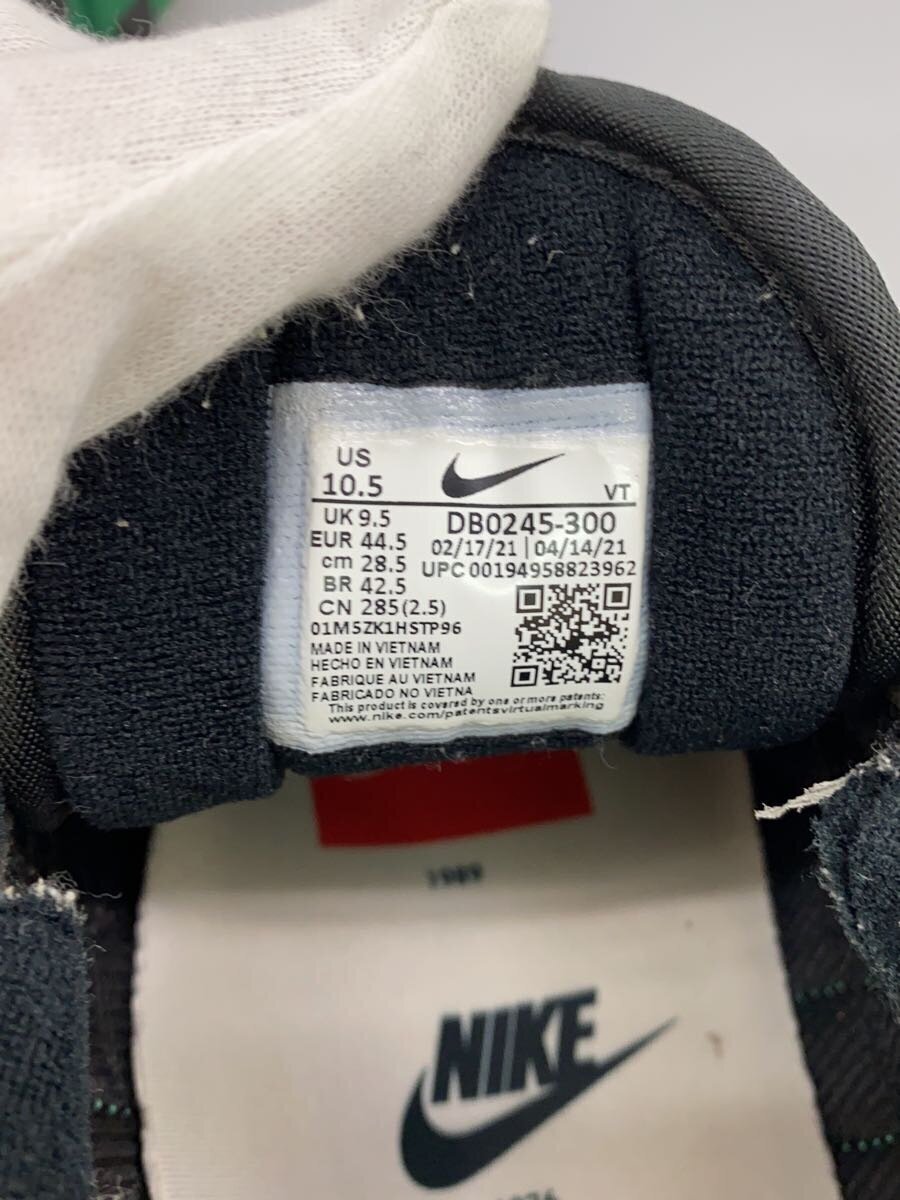 US
10.5
VT
UK 9.5
DB0245-300
EUR 44.5
02/17/21 | 04/14/21
cm 28.5
UPC 00194958823962
BR 42.5
CN 285(2.5)
01M5ZK1HSTP96
MADE IN VIETNAM
HECHO EN VIETNAM
FABRIQUE AU VIETNAM
FABRICADO NO VIETNA
This product is covered by one or more patents:
www.nike.com/patentsvirtualmarking
1989
NIKE